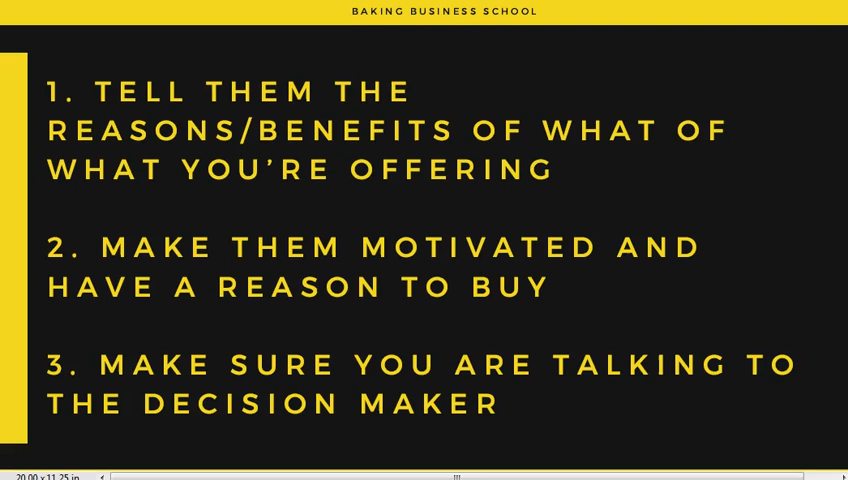 BAKING BUSINESS SCHOOL
1. TELL THEM THE
REASONS/BENEFITS OF WHAT OF
WHAT YOU'RE OFFERING
2. MAKE THEM MOTIVATED AND
HAVE A REASON TO BUY
3. MAKE SURE YOU ARE TALKING TO
THE DECISION MAKER
20.00 x 11.25 in